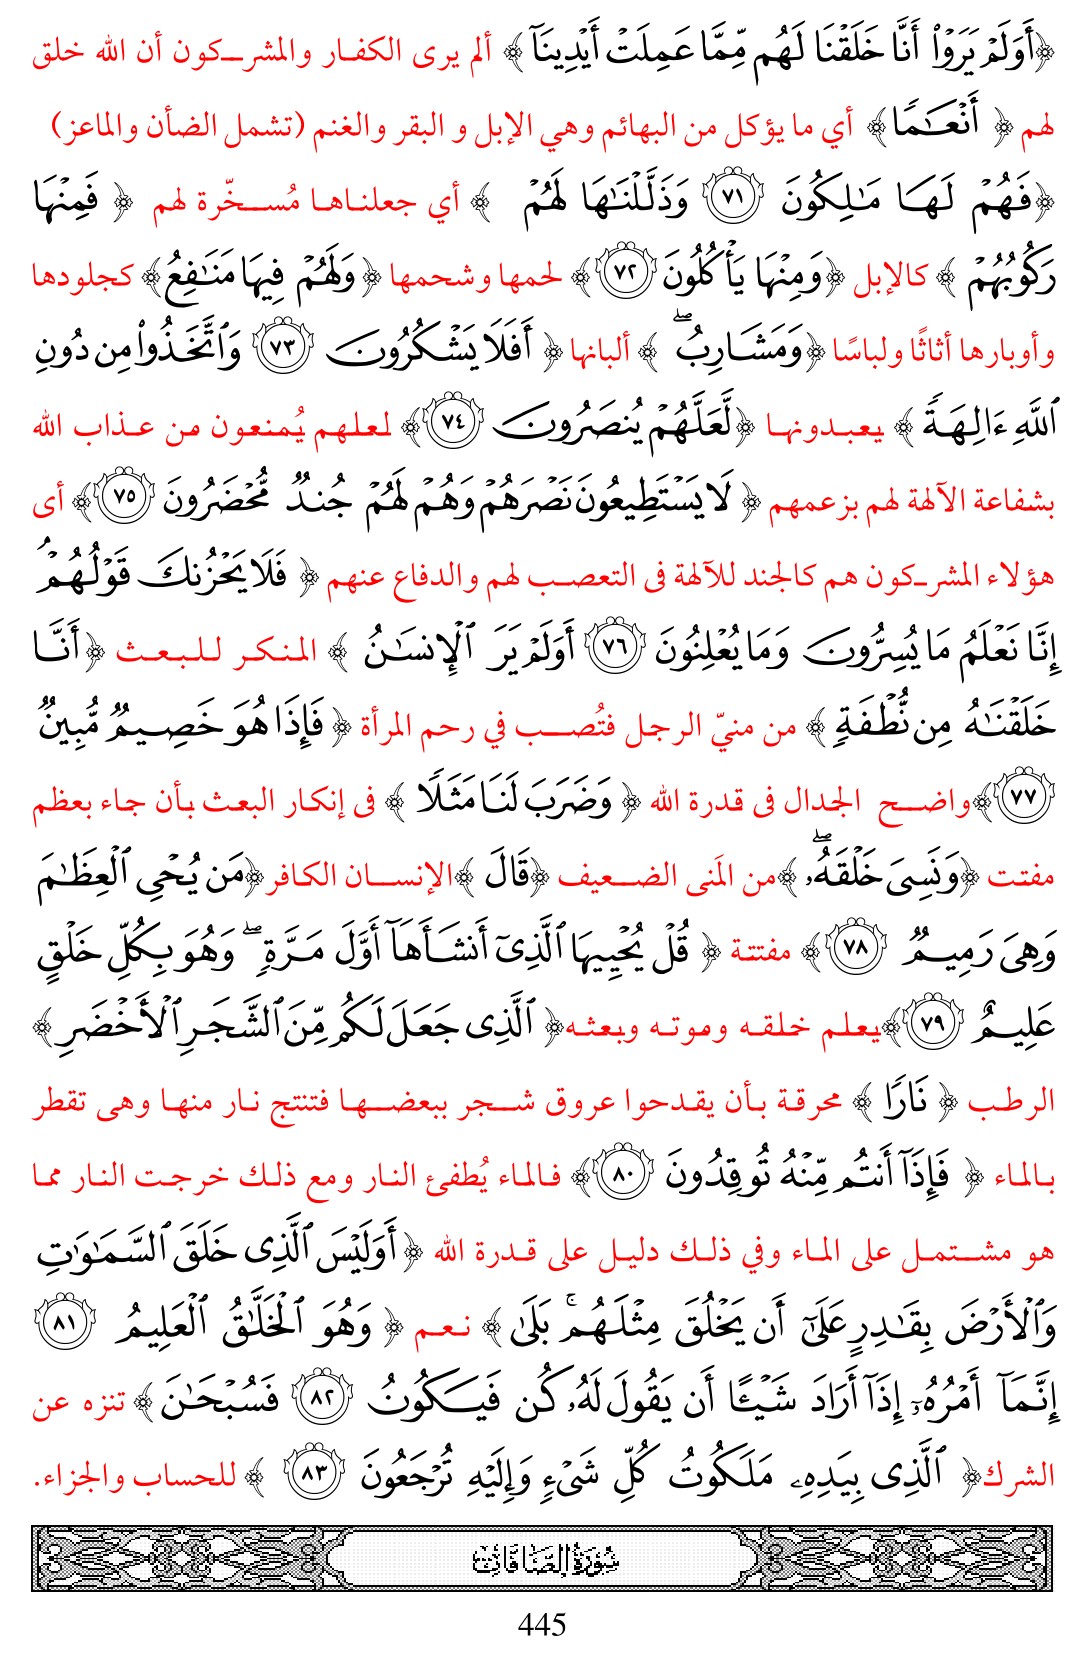 ﴿أَوَلَمۡ يَرَوۡاْ أَنَّا خَلَقۡنَا لَهُم مِّمَّا عَمِلَتۡ أَيۡدِينَآ﴾ ألم يرى الكفار والمشركون أن الله خلق
لهم ﴿ أَنۡعَٰمٗا﴾ أي ما يؤكل من البهائم وهي الإبل و البقر والغنم (تشمل الضأن والماعز)
﴿فَهُمۡ لَهَا مَٰلِكُونَ ٧١ وَذَلَّلۡنَٰهَا لَهُمۡ ﴾ أي جعلناها مُسخّرة لهم ﴿ فَمِنۡهَا
رَكُوبُهُمۡ ﴾ كالإبل ﴿وَمِنۡهَا يَأۡكُلُونَ ٧٢﴾ لحمها وشحمها ﴿وَلَهُمۡ فِيهَا مَنَٰفِعُ﴾ كجلودها
وأوبارها أثاثًا ولباسًا ﴿وَمَشَارِبُۖ ﴾ ألبانها﴿ أَفَلَا يَشۡكُرُونَ ٧٣ وَٱتَّخَذُواْ مِن دُونِ
ٱللَّهِ ءَالِهَةٗ ﴾ يعبدونها ﴿لَّعَلَّهُمۡ يُنصَرُونَ ٧٤﴾ لعلهم يُمنعون من عذاب الله
بشفاعة الآلهة لهم بزعمهم ﴿ لَا يَسۡتَطِيعُونَ نَصۡرَهُمۡ وَهُمۡ لَهُمۡ جُندٞ مُّحۡضَرُونَ ٧٥﴾ أى
هؤلاء المشركون هم كالجند للآلهة فى التعصب لهم والدفاع عنهم ﴿ فَلَا يَحۡزُنكَ قَوۡلُهُمۡۘ
إِنَّا نَعۡلَمُ مَا يُسِرُّونَ وَمَا يُعۡلِنُونَ ٧٦ أَوَلَمۡ يَرَ ٱلۡإِنسَٰنُ ﴾ المنكر للبعث ﴿أَنَّا
خَلَقۡنَٰهُ مِن نُّطۡفَةٖ ﴾ من منيّ الرجل فتُصب في رحم المرأة ﴿ فَإِذَا هُوَ خَصِيمٞ مُّبِينٞ
٧٧﴾واضح الجدال فى قدرة الله ﴿ وَضَرَبَ لَنَا مَثَلٗا ﴾ فى إنكار البعث بأن جاء بعظم
مفتت ﴿وَنَسِىَ خَلۡقَهُۥۖ ﴾من المَنى الضعيف ﴿قَالَ ﴾الإنسان الكافر﴿مَن يُحۡىِ ٱلۡعِظَٰمَ
وَهِىَ رَمِيمٞ ٧٨﴾ مفتتة ﴿ قُلۡ يُحۡيِيهَا ٱلَّذِىٓ أَنشَأَهَآ أَوَّلَ مَرَّةٖۖ وَهُوَ بِكُلِّ خَلۡقٍ
عَلِيمٌ ٧٩﴾يعلم خلقه وموته وبعثه﴿ ٱلَّذِى جَعَلَ لَكُم مِّنَ ٱلشَّجَرِ ٱلۡأَخۡضَرِ ﴾
الرطب ﴿ نَارٗا ﴾ محرقة بأن يقدحوا عروق شجر ببعضها فتنتج نار منها وهى تقطر
بالماء ﴿ فَإِذَآ أَنتُم مِّنۡهُ تُوقِدُونَ ٨٠﴾ فالماء يُطفئ النار ومع ذلك خرجت النار مما
هو مشتمل على الماء وفي ذلك دليل على قدرة الله ﴿أَوَلَيۡسَ ٱلَّذِى خَلَقَ ٱلسَّمَٰوَٰتِ
وَٱلۡأَرۡضَ بِقَٰدِرٍ عَلَىٰٓ أَن يَخۡلُقَ مِثۡلَهُمۚ بَلَىٰ ﴾ نعم ﴿ وَهُوَ ٱلۡخَلَّٰقُ ٱلۡعَلِيمُ ٨١
إِنَّمَآ أَمۡرُهُۥٓ إِذَآ أَرَادَ شَيۡـًٔا أَن يَقُولَ لَهُۥ كُن فَيَكُونُ ٨٢ فَسُبۡحَٰنَ ﴾ تنزه عن
الشرك﴿ ٱلَّذِى بِيَدِهِۦ مَلَكُوتُ كُلِّ شَىۡءٖ وَإِلَيۡهِ تُرۡجَعُونَ ٨٣ ﴾ للحساب والجزاء.
سُورَةُ الصَّافَّات
445